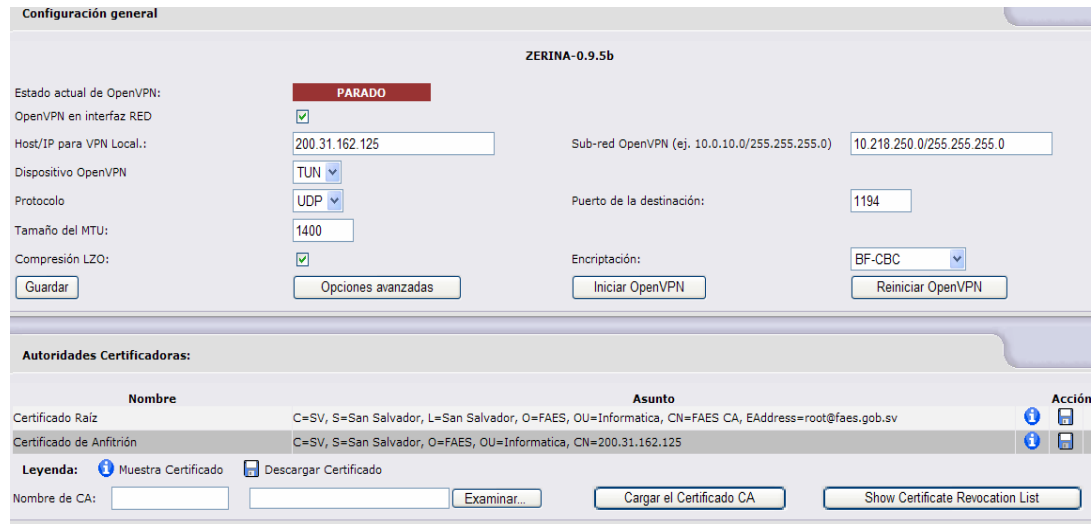 Configuración general
ZERINA-0.9.5b
Estado actual de OpenVPN: PARADO
OpenVPN en interfaz RED
Host/IP para VPN Local.: 200.31.162.125 Sub-red OpenVPN (ej. 10.0.10.0/255.255.255.0) 10.218.250.0/255.255.255.0
Dispositivo OpenVPN TUN
Protocolo UDP Puerto de la destinación: 1194
Tamaño del MTU: 1400
Compresión LZO: Encriptación: BF-CBC
Guardar Opciones avanzadas Iniciar OpenVPN Reiniciar OpenVPN
Autoridades Certificadoras:
Nombre Asunto Acción
Certificado Raíz C=SV, S=San Salvador, L=San Salvador, O=FAES, OU=Informatica, CN=FAES CA, EAddress=root@faes.gob.sv
Certificado de Anfitrión C=SV, S=San Salvador, O=FAES, OU=Informatica, CN=200.31.162.125
Leyenda: Muestra Certificado Descargar Certificado
Nombre de CA: Examinar... Cargar el Certificado CA Show Certificate Revocation List